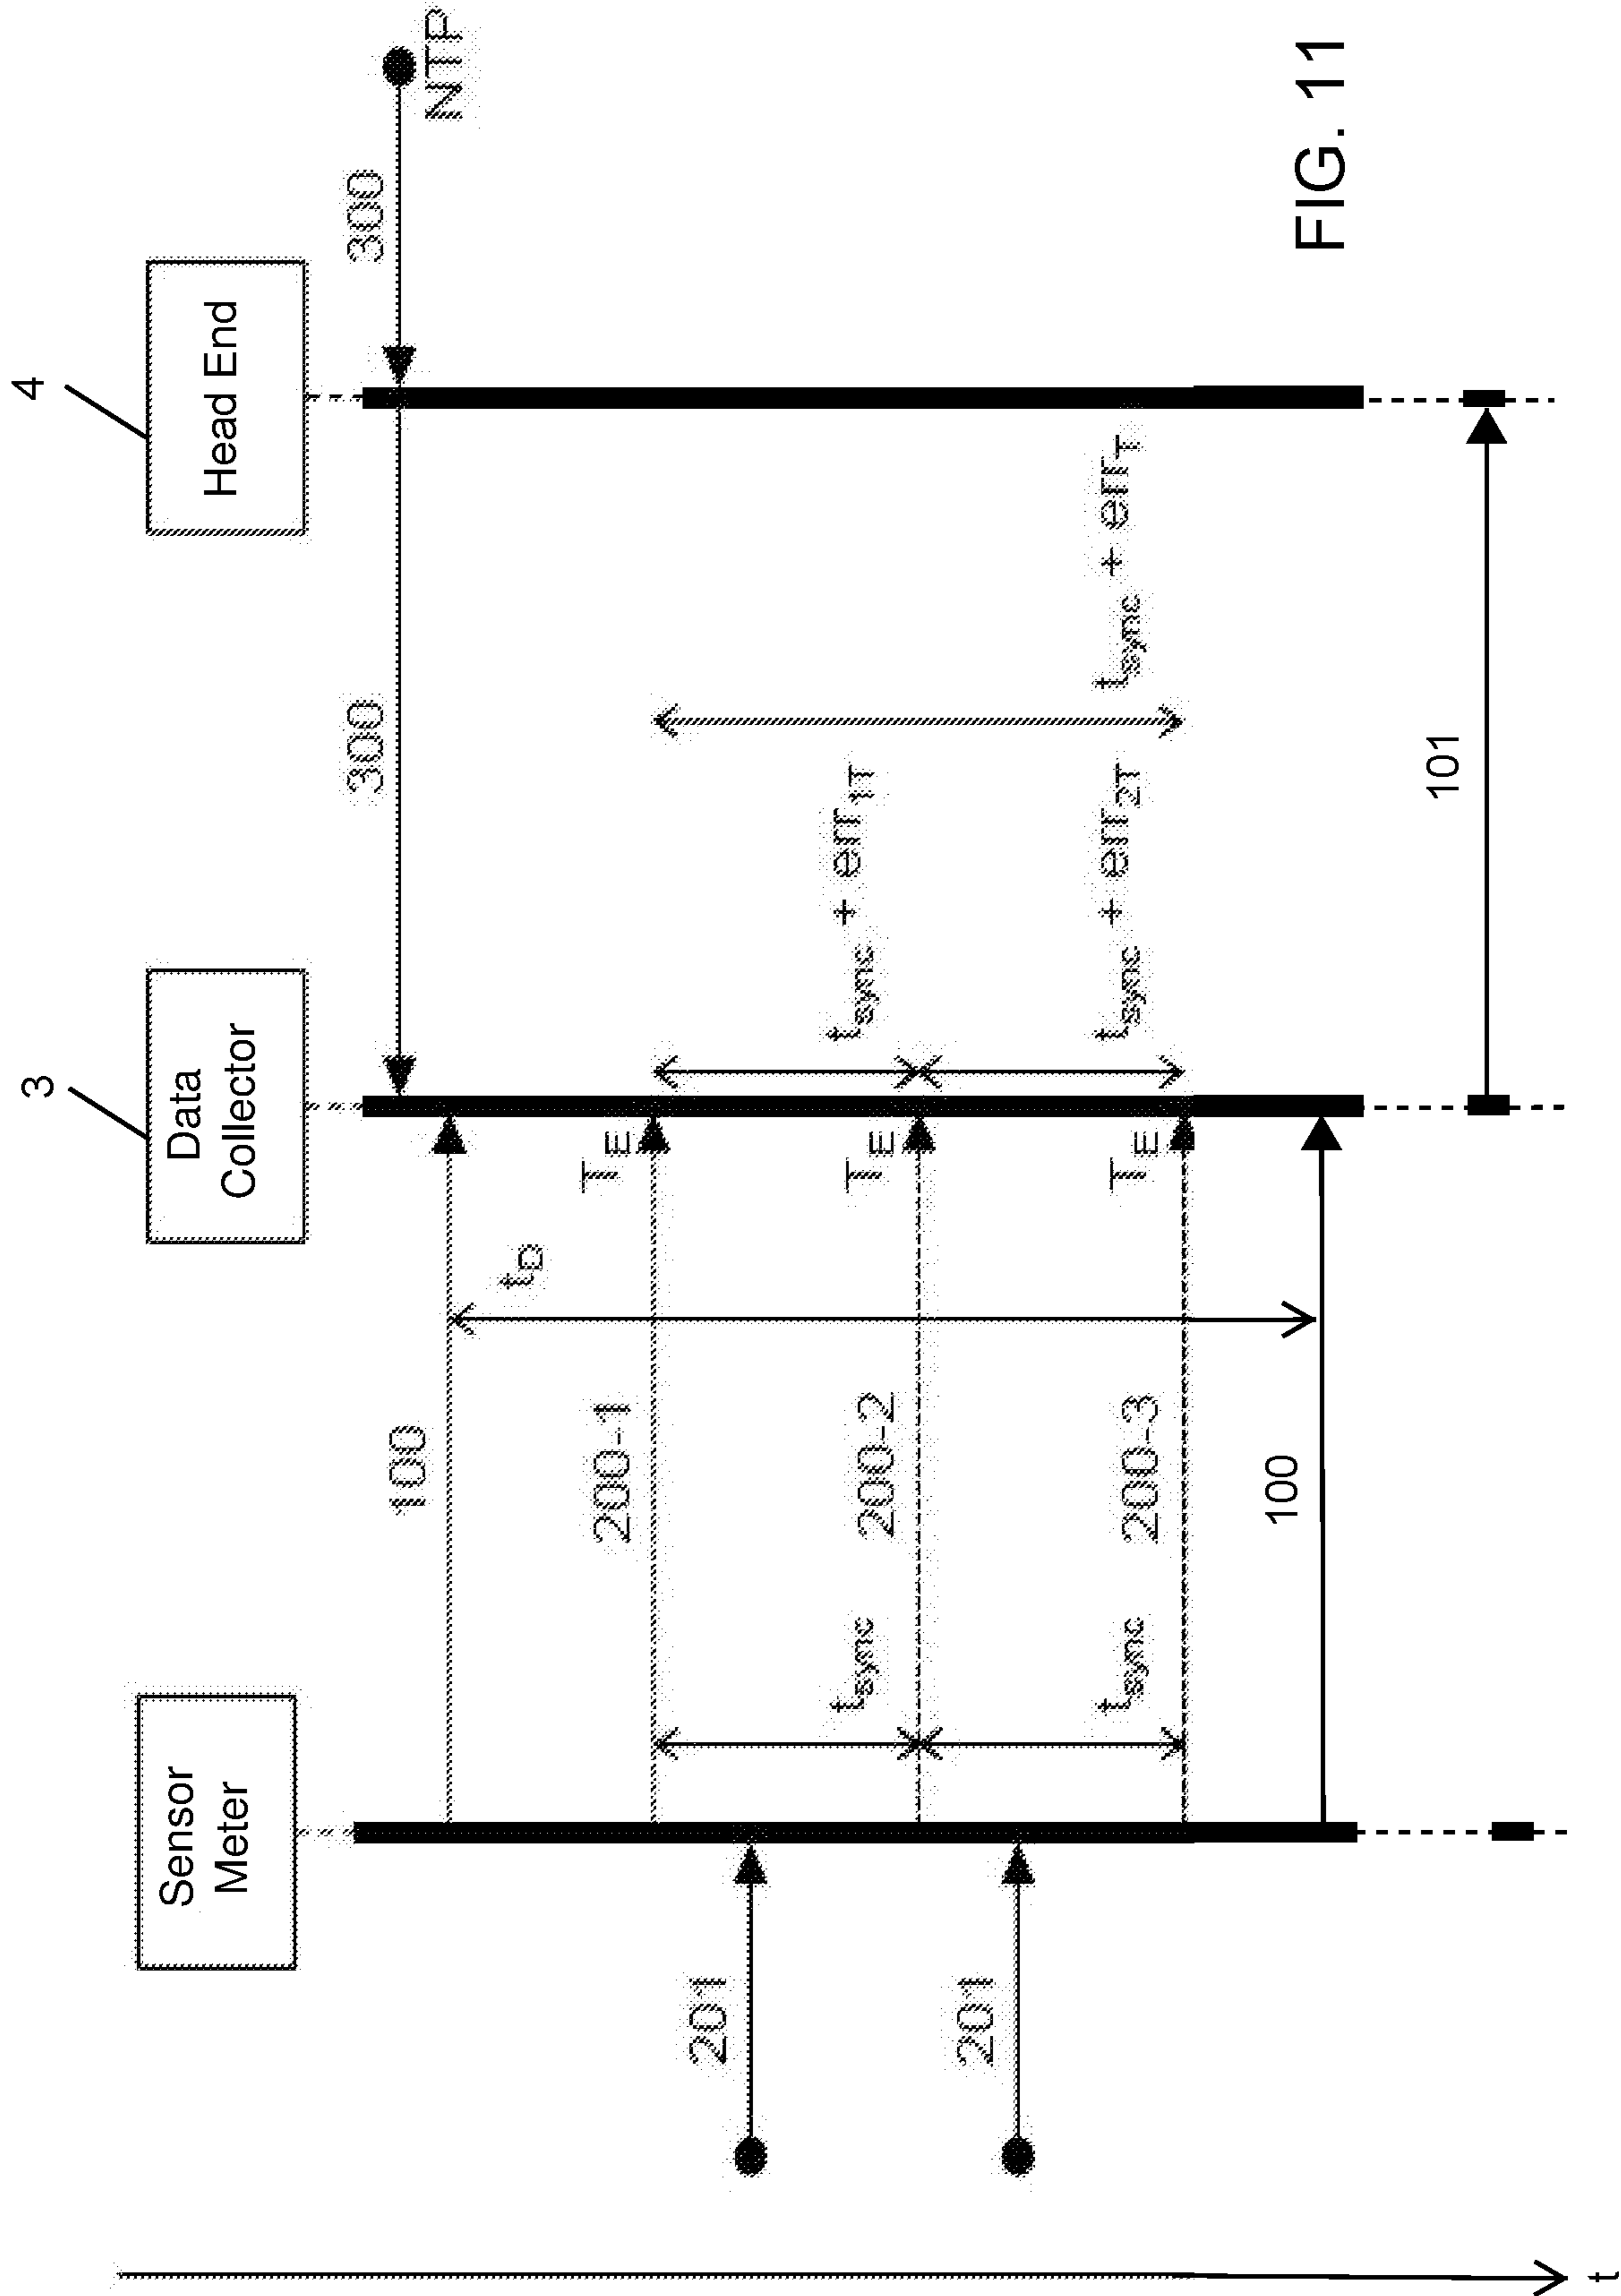 Sensor
Meter
3
Data
Collector
4
Head End
300
300
NTP
100
t_D
200-1
T_E
201
t_sync
200-2
T_E
t_sync + err_1T
201
t_sync
200-3
T_E
t_sync + err_2T
t_sync + err_T
100
101
t
FIG. 11